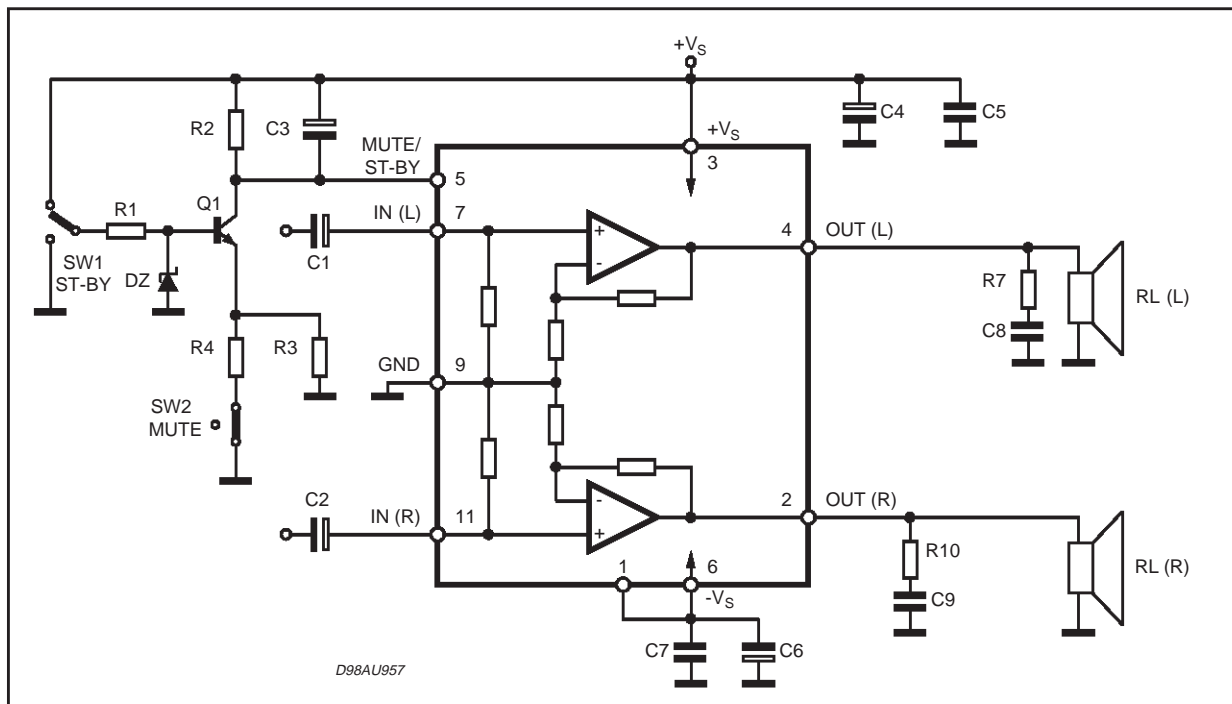 +VS
R2
C3
C4
C5
MUTE/
ST-BY
+VS
3
5
R1
Q1
IN (L)
7
+
-
4
OUT (L)
SW1
ST-BY
DZ
C1
R7
C8
RL (L)
R4
R3
GND
9
SW2
MUTE
C2
IN (R)
11
-
+
2
OUT (R)
R10
C9
RL (R)
1
6
-VS
C7
C6
D98AU957